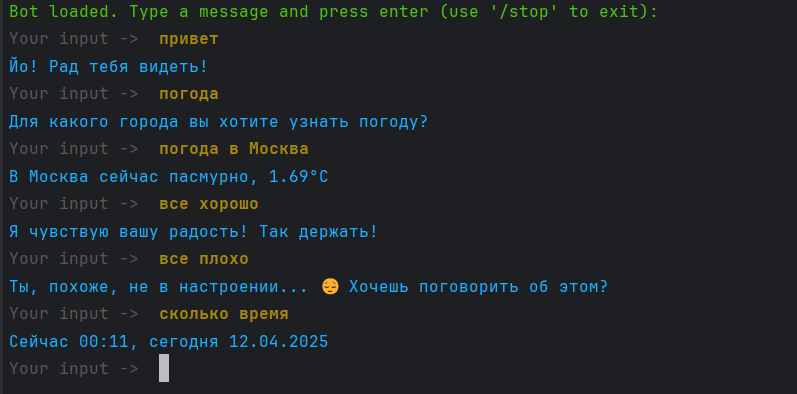 Bot loaded. Type a message and press enter (use '/stop' to exit):
Your input -> привет
Йо! Рад тебя видеть!
Your input -> погода
Для какого города вы хотите узнать погоду?
Your input -> погода в Москва
В Москва сейчас пасмурно, 1.69°C
Your input -> все хорошо
Я чувствую вашу радость! Так держать!
Your input -> все плохо
Ты, похоже, не в настроении... 😔 Хочешь поговорить об этом?
Your input -> сколько время
Сейчас 00:11, сегодня 12.04.2025
Your input ->